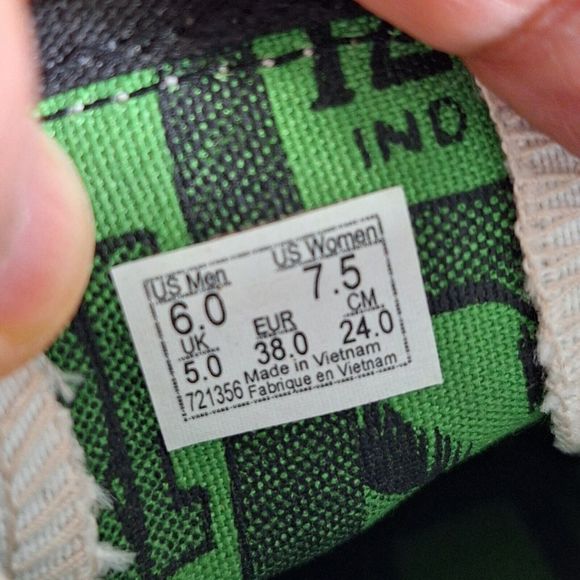 IND
US Men US Women
6.0 7.5
UK EUR CM
5.0 38.0 24.0
721356 Made in Vietnam
Fabrique en Vietnam